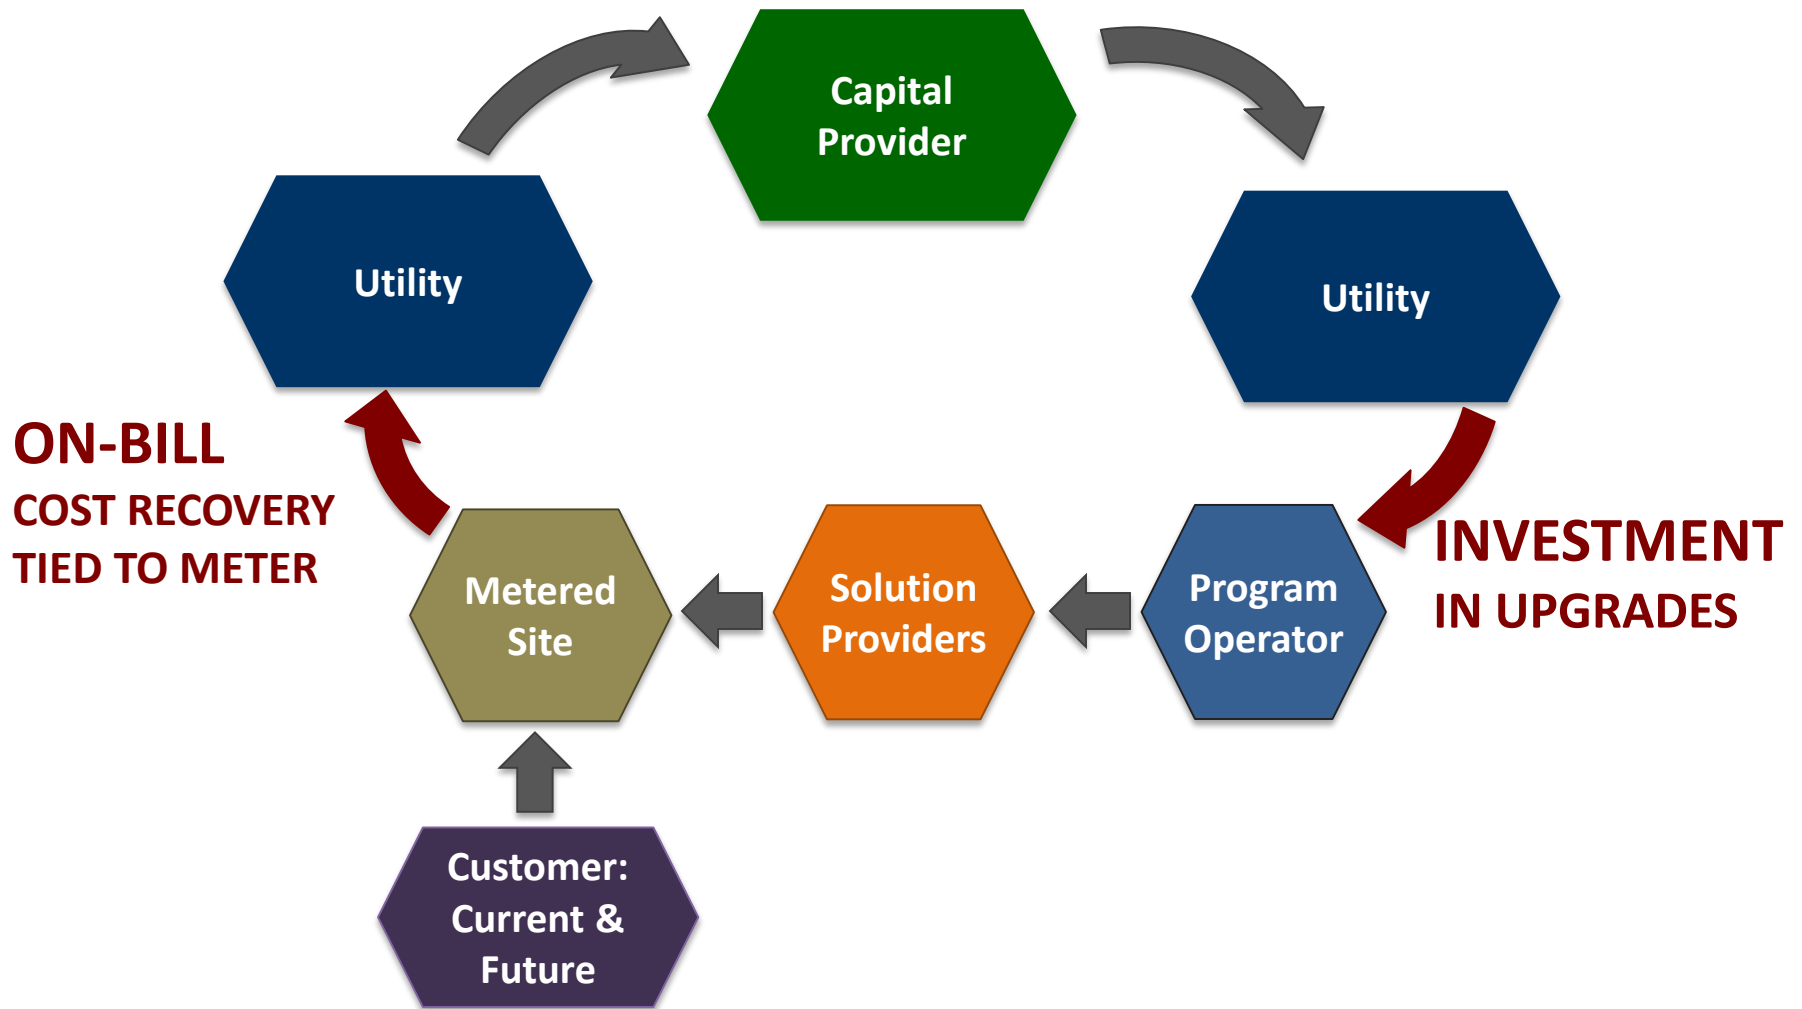 Capital
Provider
Utility
Utility
ON-BILL
COST RECOVERY
TIED TO METER
INVESTMENT
IN UPGRADES
Metered
Site
Solution
Providers
Program
Operator
Customer:
Current &
Future